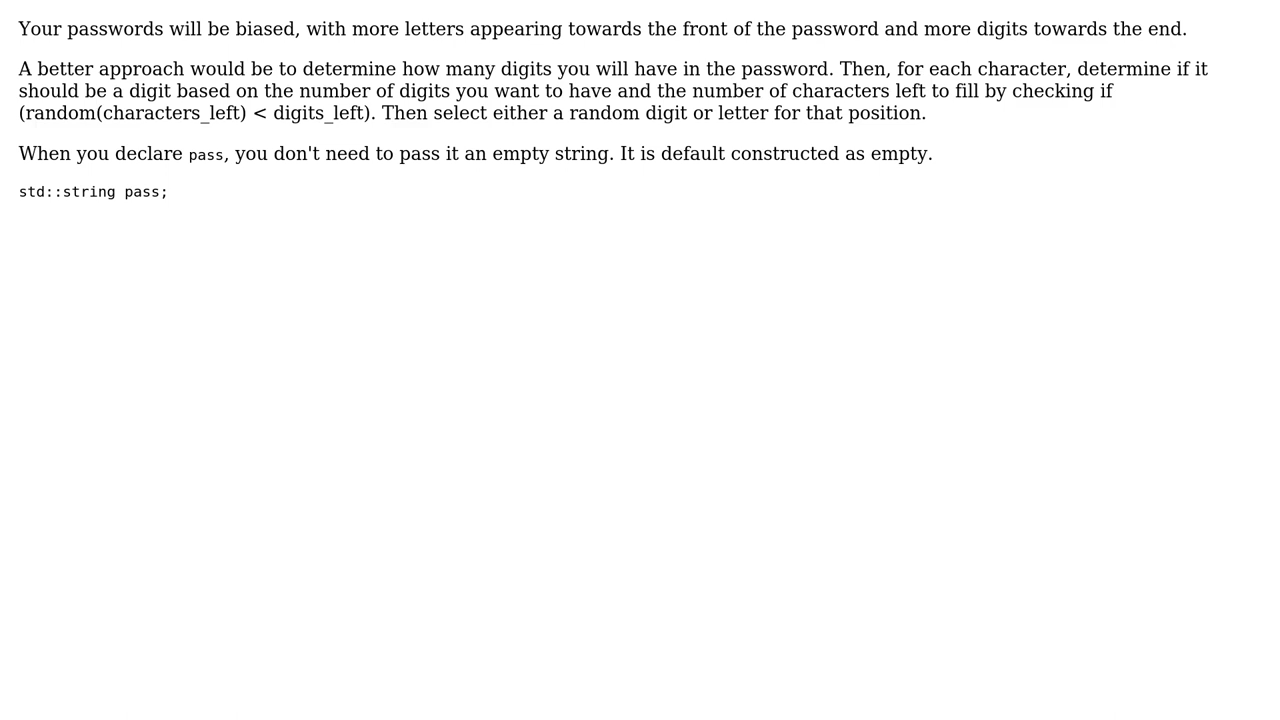 Your passwords will be biased, with more letters appearing towards the front of the password and more digits towards the end.
A better approach would be to determine how many digits you will have in the password. Then, for each character, determine if it
should be a digit based on the number of digits you want to have and the number of characters left to fill by checking if
(random(characters_left) < digits_left). Then select either a random digit or letter for that position.
When you declare pass, you don't need to pass it an empty string. It is default constructed as empty.
std::string pass;